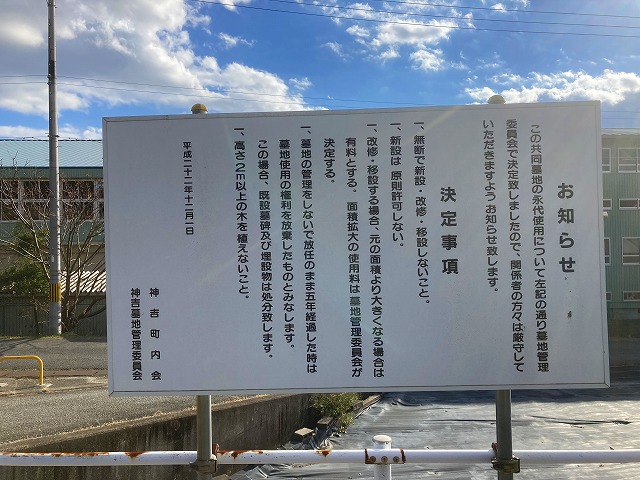 お知らせ
この共同墓地の永代使用について左記の通り墓地管理
委員会で決定致しましたので、関係者の方々は厳守して
いただきますようお知らせ致します。
決定事項
一、無断で新設・改修・移設しないこと。
一、新設は 原則許可しない。
一、改修・移設する場合、元の面積より大きくなる場合は
有料とする。面積拡大の使用料は 墓地管理委員会が
決定する。
一、墓地の管理をしないで放任のまま五年経過した時は
墓地使用の権利を放棄したものとみなします。
この場合、既設墓碑及び埋設物は処分致します。
一、高さ2m以上の木を植えないこと。
平成二十二年十二月一日
神吉町内会
神吉墓地管理委員会